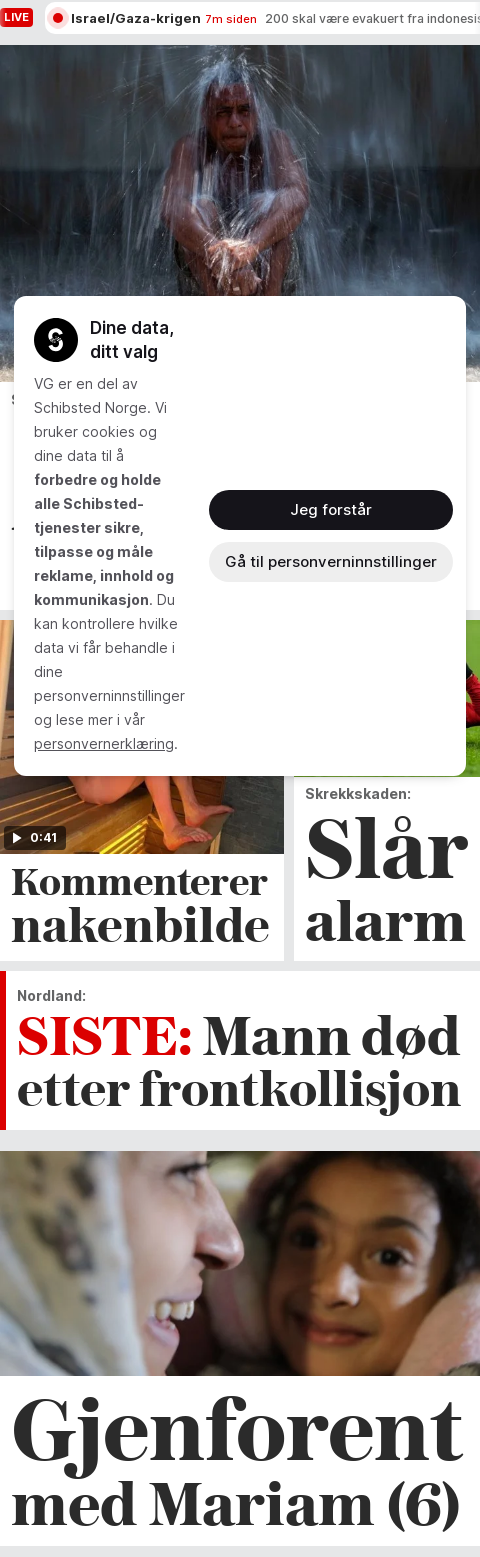 LIVE
Israel/Gaza-krigen 7m siden 200 skal være evakuert fra
Dine data,
ditt valg
VG er en del av
Schibsted Norge. Vi
bruker cookies og
dine data til å
forbedre og holde
alle Schibsted-
tjenester sikre,
tilpasse og måle
reklame, innhold og
kommunikasjon. Du
kan kontrollere hvilke
data vi får behandle i
dine
personverninnstillinger
og lese mer i vår
personvernerklæring.
Jeg forstår
Gå til personverninnstillinger
0:41
Kommenterer
nakenbilde
Skrekkskaden:
Slår
alarm
Nordland:
SISTE: Mann død
etter frontkollisjon
Gjenforent
med Mariam (6)